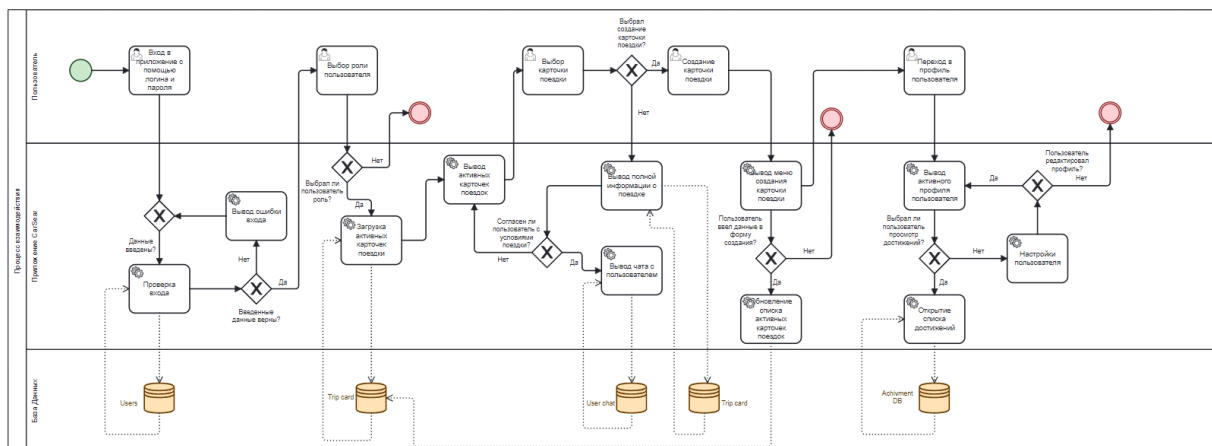 Процесс взаимодействия
Пользователь
Вход в
приложение с
помощью
логина и
пароля
Выбор роли
пользователя
Выбор
карточки
поездки
Выбрал
создание
карточки
поездки?
Да
Нет
Создание
карточки
поездки
Переход в
профиль
пользователя
Приложение CarSear
Данные
введены?
Вывод ошибки
входа
Нет
Да
Проверка
входа
Введенные
данные верны?
Нет
Выбрал ли
пользователь
роль?
Да
Загрузка
активных
карточек
поездки
Вывод
активных
карточек
поездок
Вывод полной
информации о
поездке
Согласен ли
пользователь с
условиями
поездки?
Нет
Да
Вывод чата с
пользователем
Вывод меню
создания
карточки
поездки
Пользователь
ввел данные в
форму
создания?
Нет
Да
Обновление
списка
активных
карточек
поездок
Вывод
активного
профиля
пользователя
Выбрал ли
пользователь
просмотр
достижений?
Нет
Да
Открытие
списка
достижений
Настройки
пользователя
Пользователь
редактировал
профиль?
Да
Нет
База Данных
Users
Trip card
User chat
Trip card
Achivment
DB